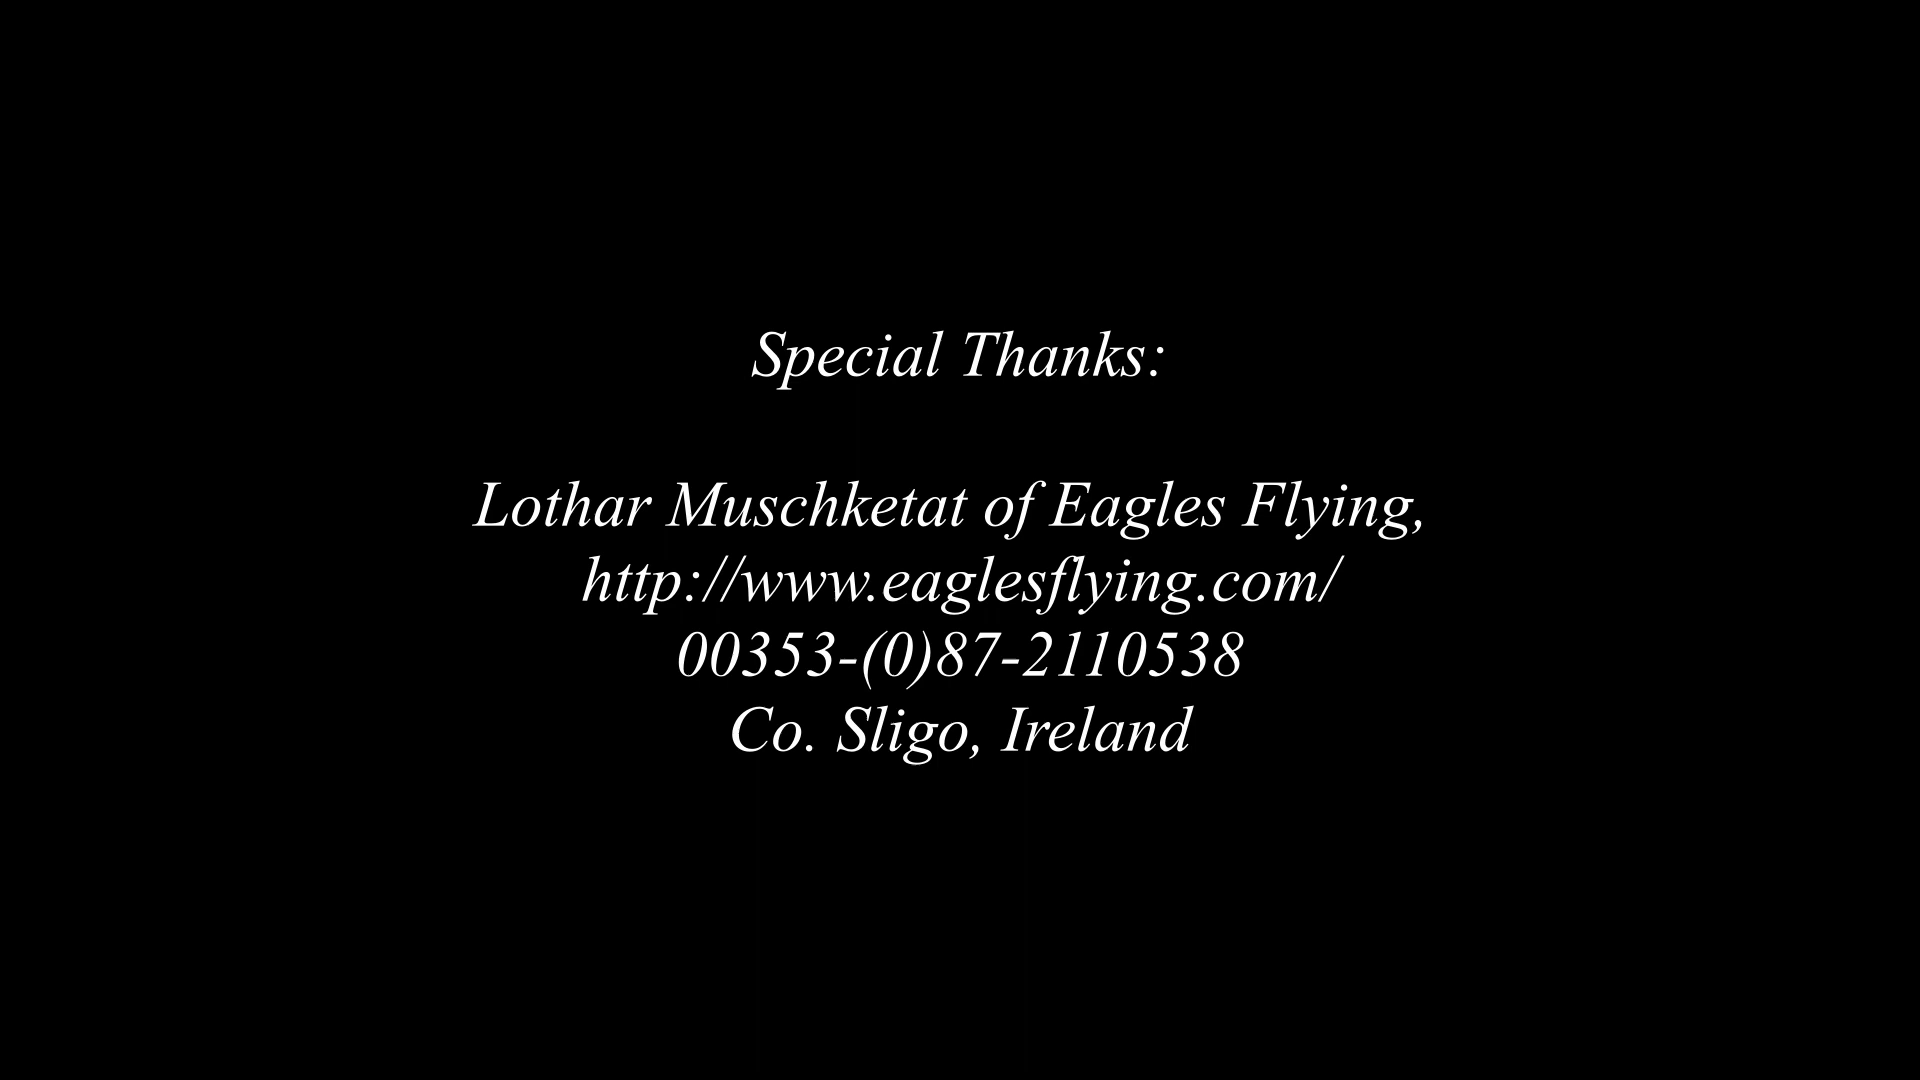 Special Thanks:
Lothar Muschketat of Eagles Flying,
http://www.eaglesflying.com/
00353-(0)87-2110538
Co. Sligo, Ireland